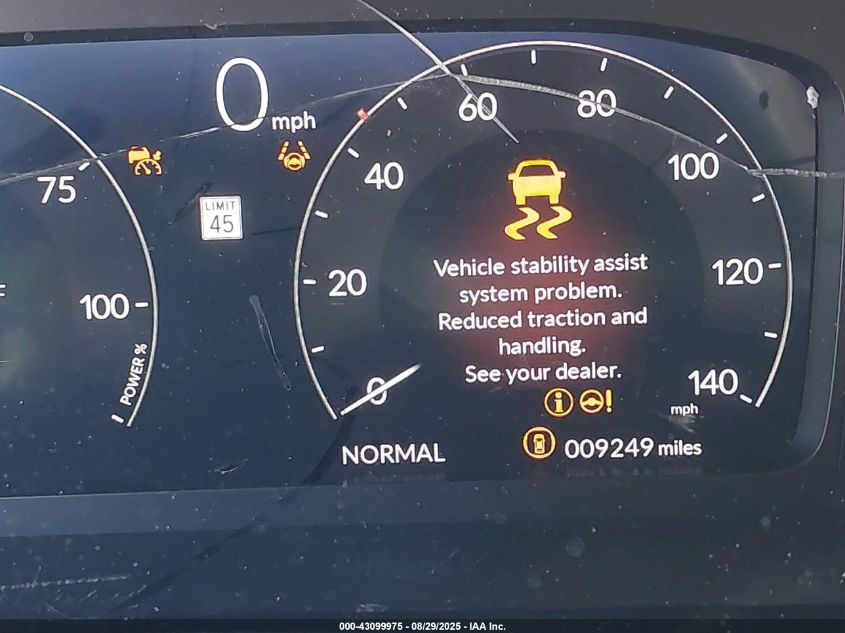 0 mph
75
100
POWER %
LIMIT
45
0
20
40
60
80
100
120
140
mph
Vehicle stability assist
system problem.
Reduced traction and
handling.
See your dealer.
NORMAL
009249 miles
000-43099975 - 08/29/2025 - IAA Inc.